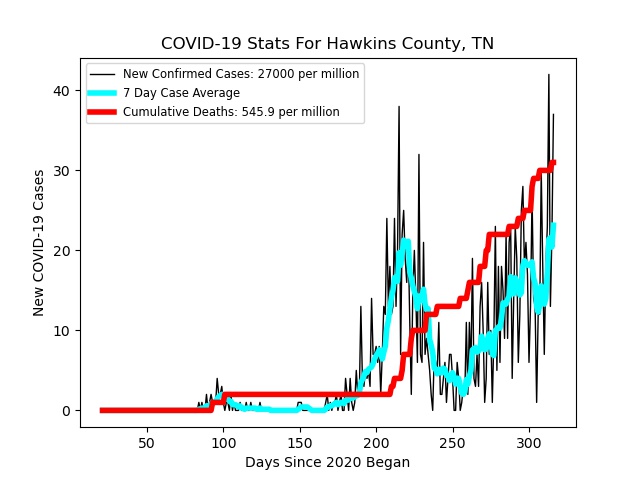 COVID-19 Stats For Hawkins County, TN
New Confirmed Cases: 27000 per million
7 Day Case Average
Cumulative Deaths: 545.9 per million
New COVID-19 Cases
40
30
20
10
0
50 100 150 200 250 300
Days Since 2020 Began